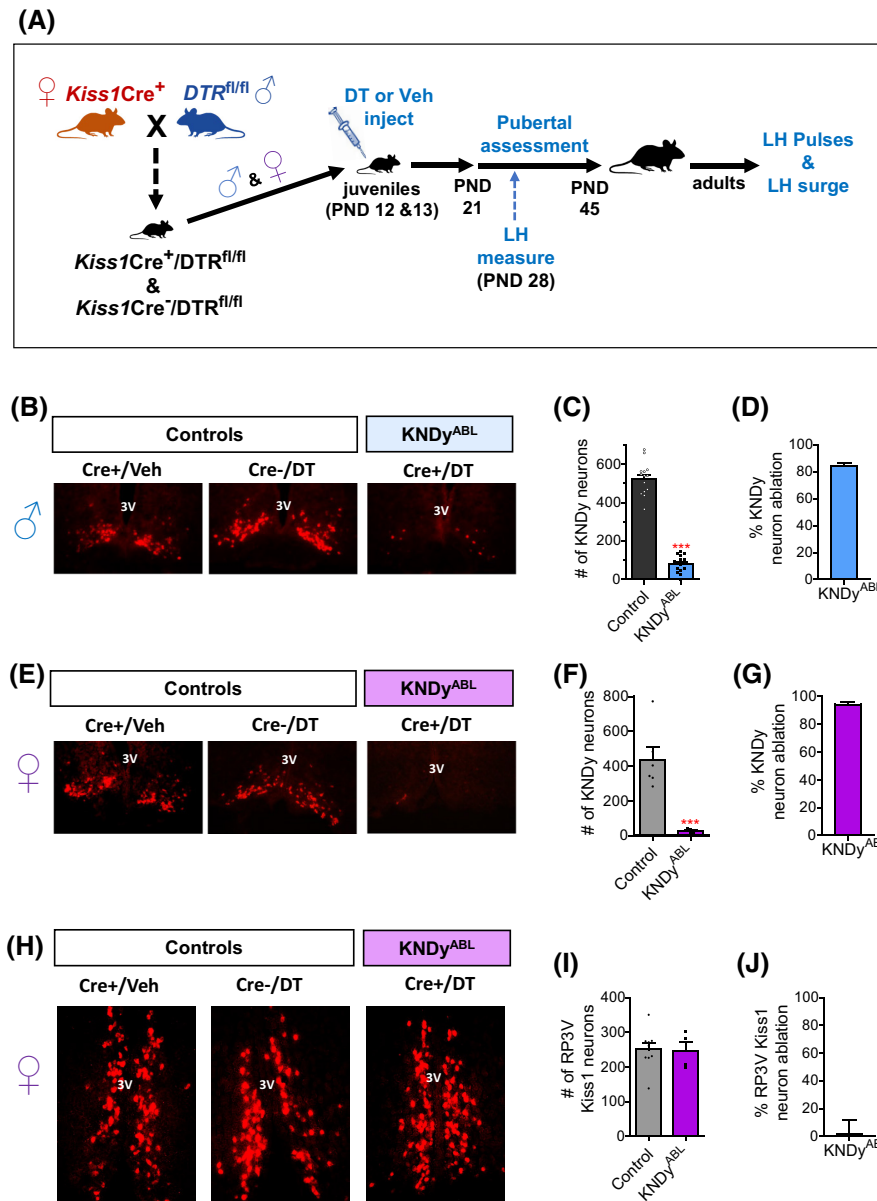 (A)
♀ Kiss1Cre⁺ DTRfl/fl ♂
X
DT or Veh
inject
♂ & ♀
juveniles
(PND 12 &13)
Kiss1Cre⁺/DTRfl/fl
&
Kiss1Cre⁻/DTRfl/fl
PND
21
Pubertal
assessment
PND
45
LH
measure
(PND 28)
adults
LH Pulses
&
LH surge
(B)
Controls
KNDyABL
Cre+/Veh
Cre-/DT
Cre+/DT
♂
3V
3V
3V
(C)
# of KNDy neurons
600
400
200
0
***
Control
KNDyABL
(D)
% KNDy
neuron ablation
100
80
60
40
20
0
KNDyABL
(E)
Controls
KNDyABL
Cre+/Veh
Cre-/DT
Cre+/DT
♀
3V
3V
3V
(F)
# of KNDy neurons
800
600
400
200
0
***
Control
KNDyABL
(G)
% KNDy
neuron ablation
100
80
60
40
20
0
KNDyAB
(H)
Controls
KNDyABL
Cre+/Veh
Cre-/DT
Cre+/DT
♀
3V
3V
3V
(I)
# of RP3V
Kiss1 neurons
400
300
200
100
0
Control
KNDyABL
(J)
% RP3V Kiss1
neuron ablation
100
80
60
40
20
0
KNDyAB